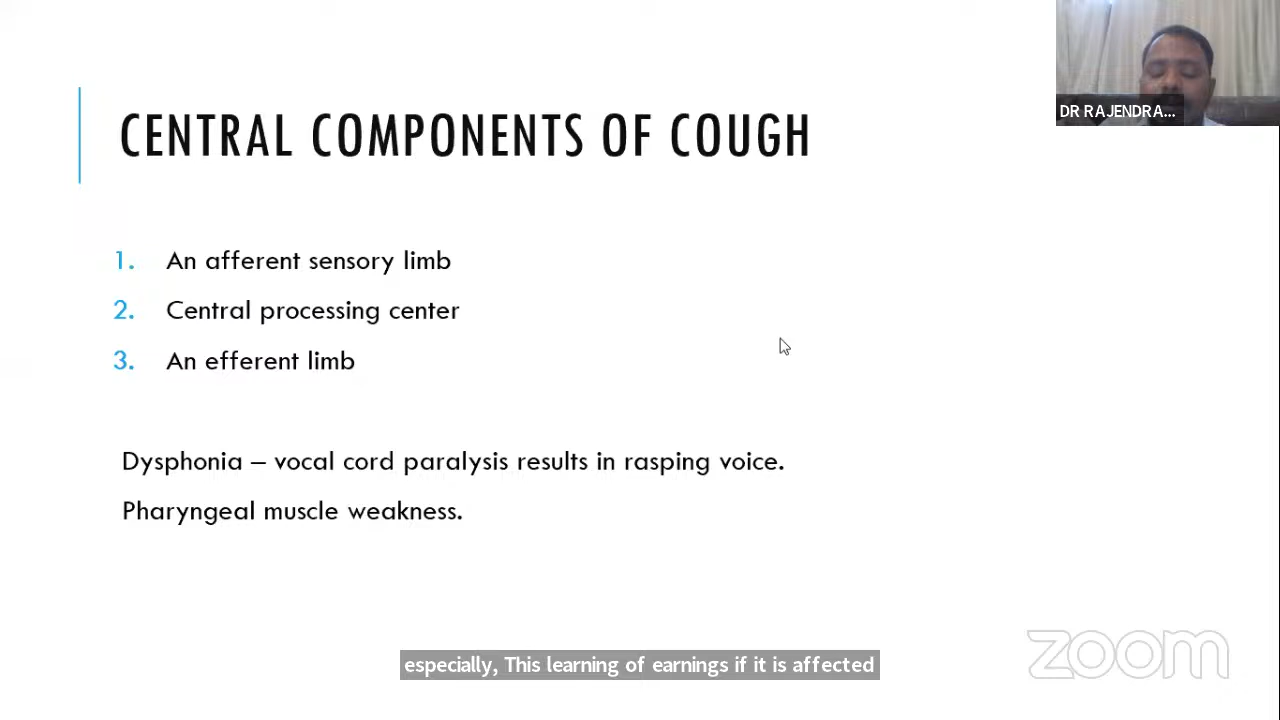 DR RAJENDRA...
CENTRAL COMPONENTS OF COUGH
1. An afferent sensory limb
2. Central processing center
3. An efferent limb
Dysphonia – vocal cord paralysis results in rasping voice.
Pharyngeal muscle weakness.
especially, This learning of earnings if it is affected
zoom